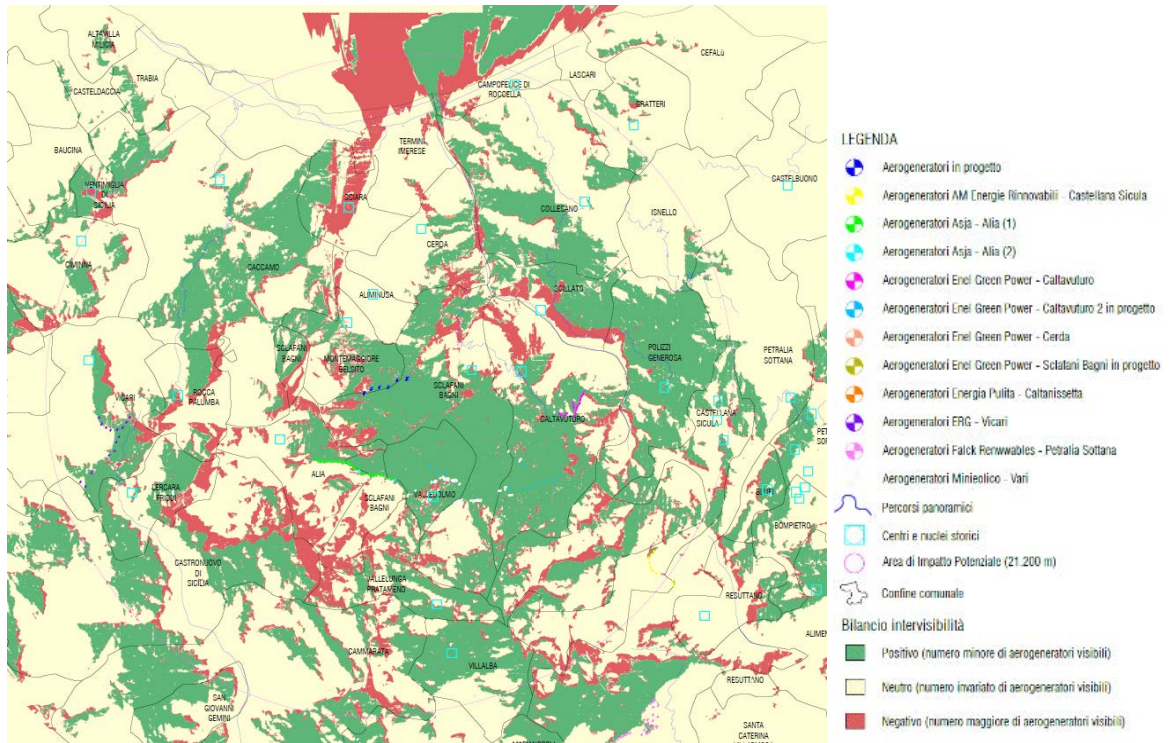 ALTAVILLA
MILICIA
TRABIA
CASTELDACCIA
BAUCINA
VENTIMIGLIA
DI
SICILIA
CIMINNA
CEFALù
LASCARI
CAMPOFELICE DI
ROCCELLA
GRATTERI
TERMINI
IMERESE
CASTELBUONO
SCIARA
COLLESANO
ISNELLO
CERDA
CACCAMO
SCILLATO
ALIMINUSA
SCLAFANI
BAGNI
MONTEMAGGIORE
BELSITO
POLIZZI
GENEROSA
PETRALIA
SOTTANA
SCLAFANI
BAGNI
ROCCA
PALUMBA
VICARI
CALTAVUTURO
CASTELLANA
SICULA
ALIA
LERCARA
FRIDDI
SCLAFANI
BAGNI
VALLEDOLMO
BOMPIETRO
CASTRONUOVO
DI
SICILIA
VALLELUNGA
PRATAMENO
RESUTTANO
CAMMARATA
VILLALBA
RESUTTANO
SAN
GIOVANNI
GEMINI
SANTA
CATERINA
LEGENDA
Aerogeneratori in progetto
Aerogeneratori AM Energie Rinnovabili - Castellana Sicula
Aerogeneratori Asja - Alia (1)
Aerogeneratori Asja - Alia (2)
Aerogeneratori Enel Green Power - Caltavuturo
Aerogeneratori Enel Green Power - Caltavuturo 2 in progetto
Aerogeneratori Enel Green Power - Cerda
Aerogeneratori Enel Green Power - Sclafani Bagni in progetto
Aerogeneratori Energia Pulita - Caltanissetta
Aerogeneratori ERG - Vicari
Aerogeneratori Falck Renwwables - Petralia Sottana
Aerogeneratori Minieolico - Vari
Percorsi panoramici
Centri e nuclei storici
Area di Impatto Potenziale (21.200 m)
Confine comunale
Bilancio intervisibilità
Positivo (numero minore di aerogeneratori visibili)
Neutro (numero invariato di aerogeneratori visibili)
Negativo (numero maggiore di aerogeneratori visibili)